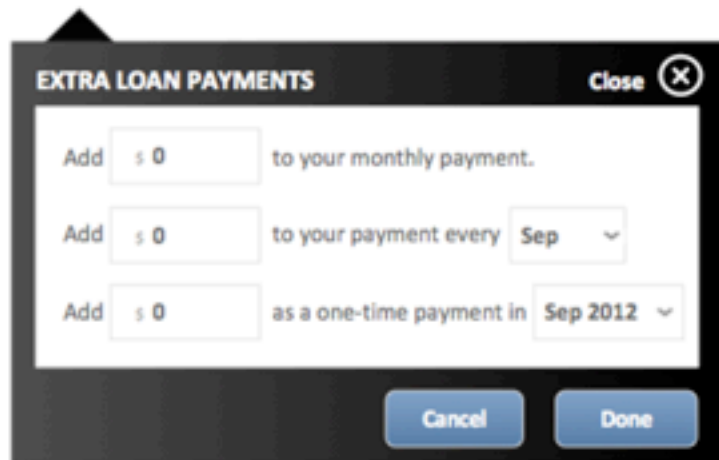 EXTRA LOAN PAYMENTS Close
Add $ 0 to your monthly payment.
Add $ 0 to your payment every Sep
Add $ 0 as a one-time payment in Sep 2012
Cancel Done